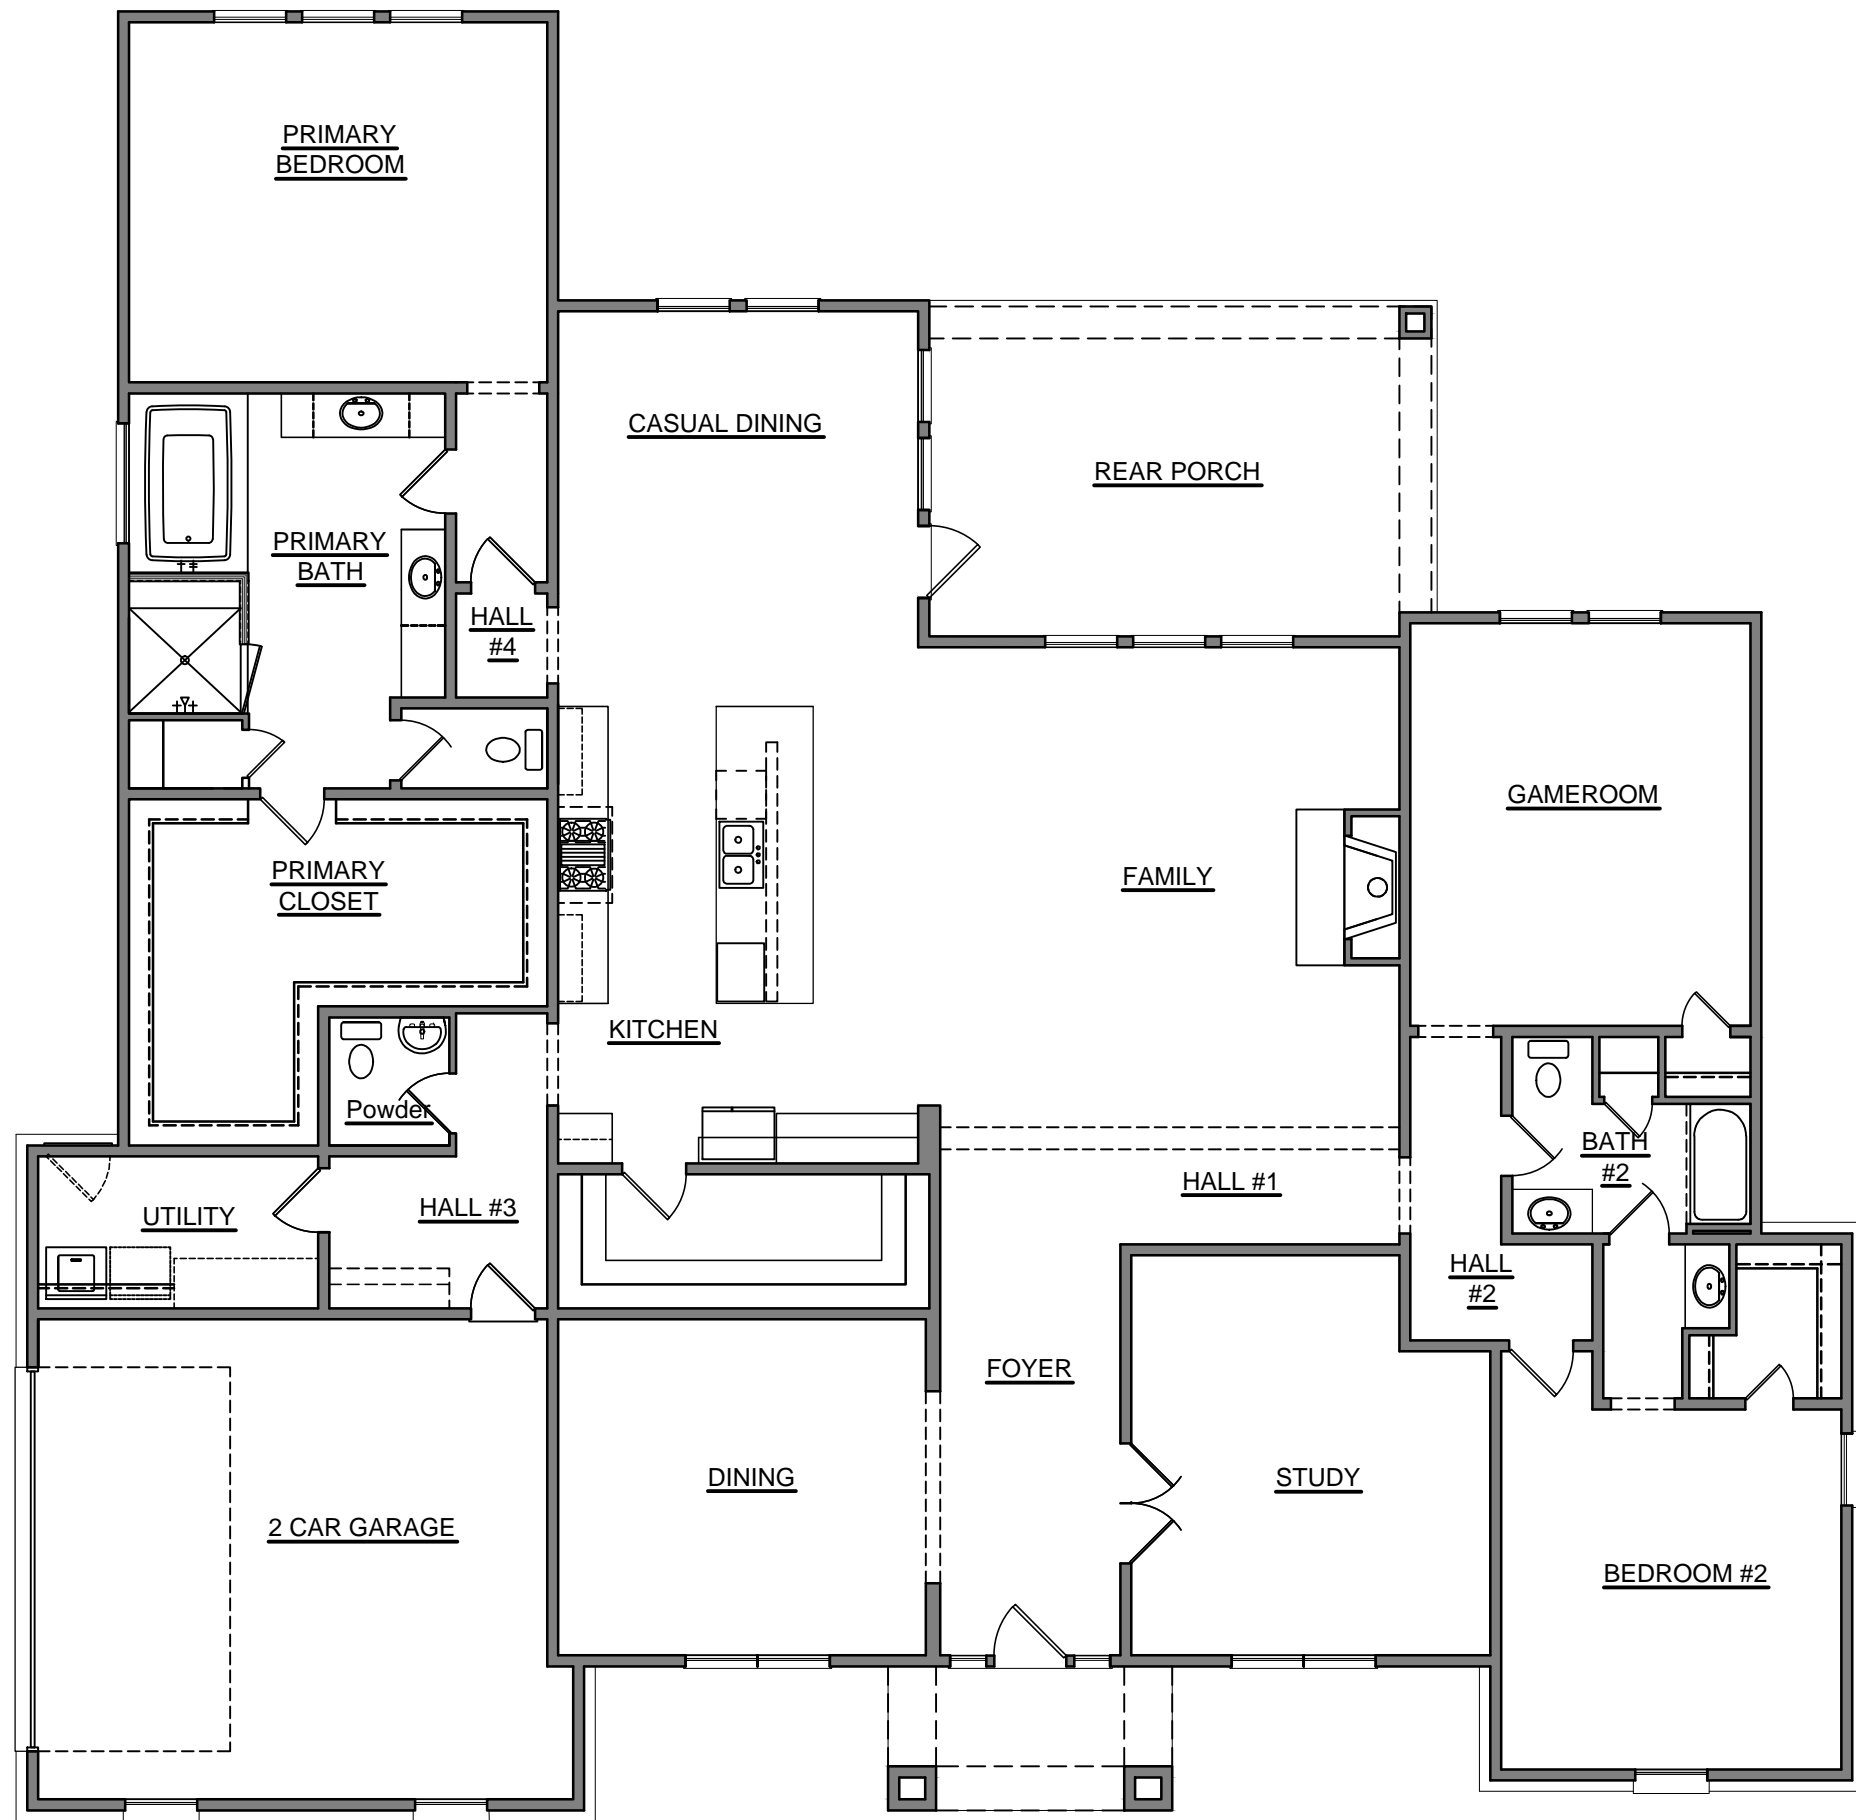 PRIMARY
BEDROOM
CASUAL DINING
REAR PORCH
PRIMARY
BATH
HALL
#4
GAMEROOM
PRIMARY
CLOSET
FAMILY
KITCHEN
Powder
BATH
#2
HALL #1
HALL #3
UTILITY
HALL
#2
FOYER
DINING
STUDY
2 CAR GARAGE
BEDROOM #2